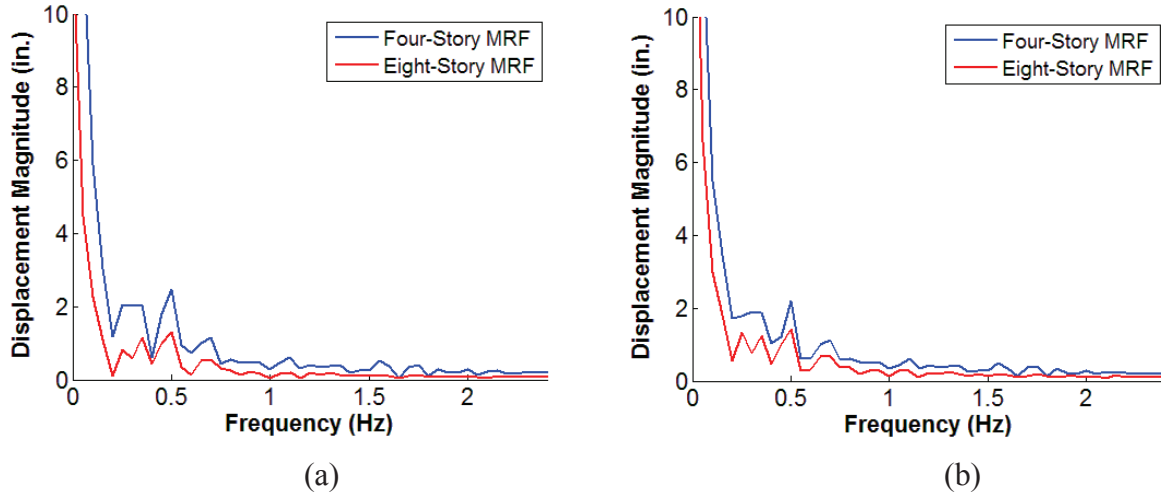 10
8
6
4
2
0
Displacement Magnitude (in.)
Four-Story MRF
Eight-Story MRF
0
0.5
1
1.5
2
Frequency (Hz)
(a)
10
8
6
4
2
0
Displacement Magnitude (in.)
Four-Story MRF
Eight-Story MRF
0
0.5
1
1.5
2
Frequency (Hz)
(b)